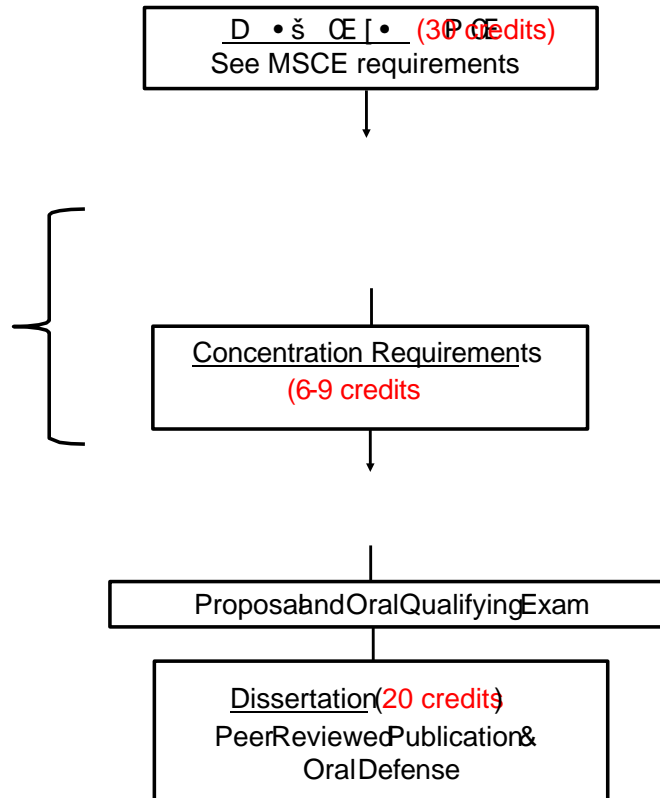 (30 credits)
See MSCE requirements
Concentration Requirements
(6-9 credits
Proposal and Oral Qualifying Exam
Dissertation (20 credits)
Peer Reviewed Publication &
Oral Defense